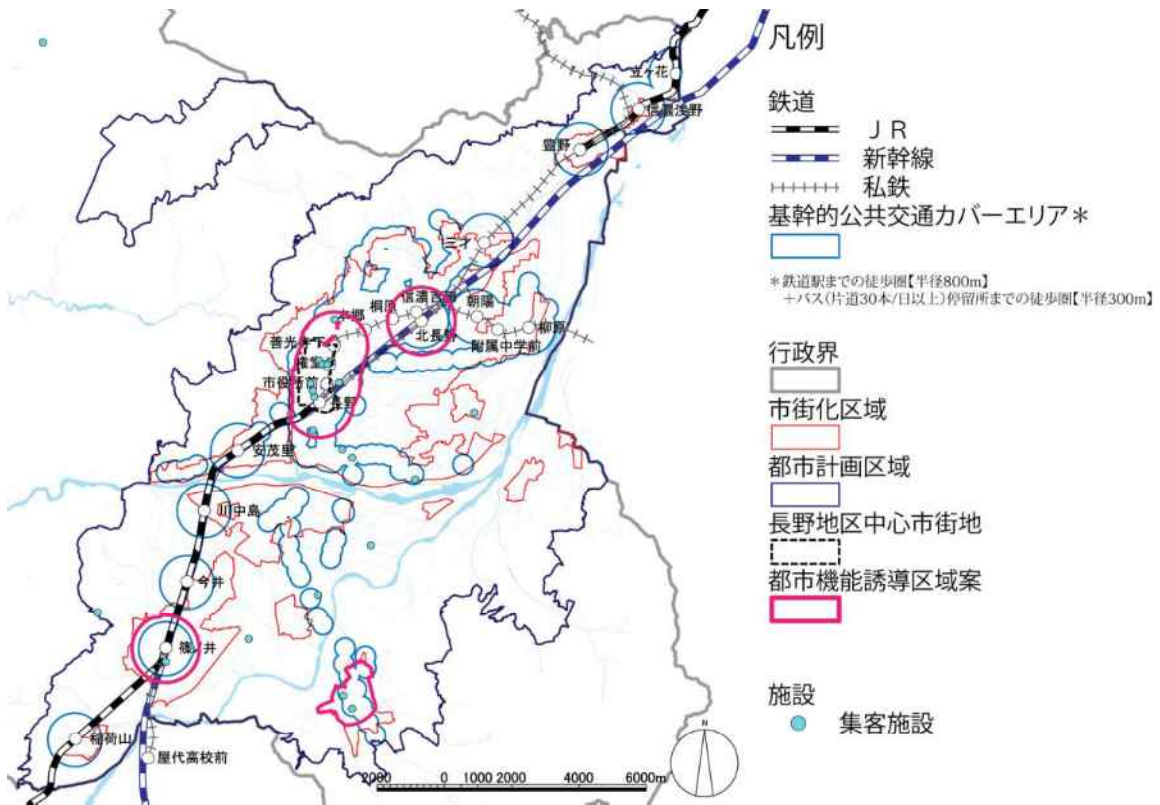 凡例
鉄道
ＪＲ
新幹線
私鉄
基幹的公共交通カバーエリア＊
＊鉄道駅までの徒歩圏【半径800m】
＋バス（片道30本/日以上）停留所までの徒歩圏【半径300m】
行政界
市街化区域
都市計画区域
長野地区中心市街地
都市機能誘導区域案
施設
集客施設
立ヶ花
信濃浅野
豊野
三才
信濃吉田
桐原
朝陽
本郷
北長野
柳原
附属中学前
善光寺下
権堂
市役所前
長野
安茂里
川中島
今井
篠ノ井
稲荷山
屋代高校前
N
2000 0 1000 2000 4000 6000m